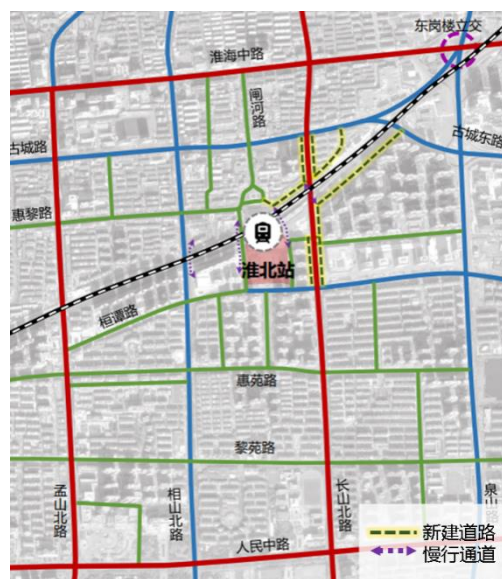 东岗楼立交
淮海中路
闸河路
古城路
古城东路
惠黎路
淮北站
桓谭路
惠苑路
黎苑路
孟山北路
相山北路
长山北路
泉山
人民中路
新建道路
慢行通道